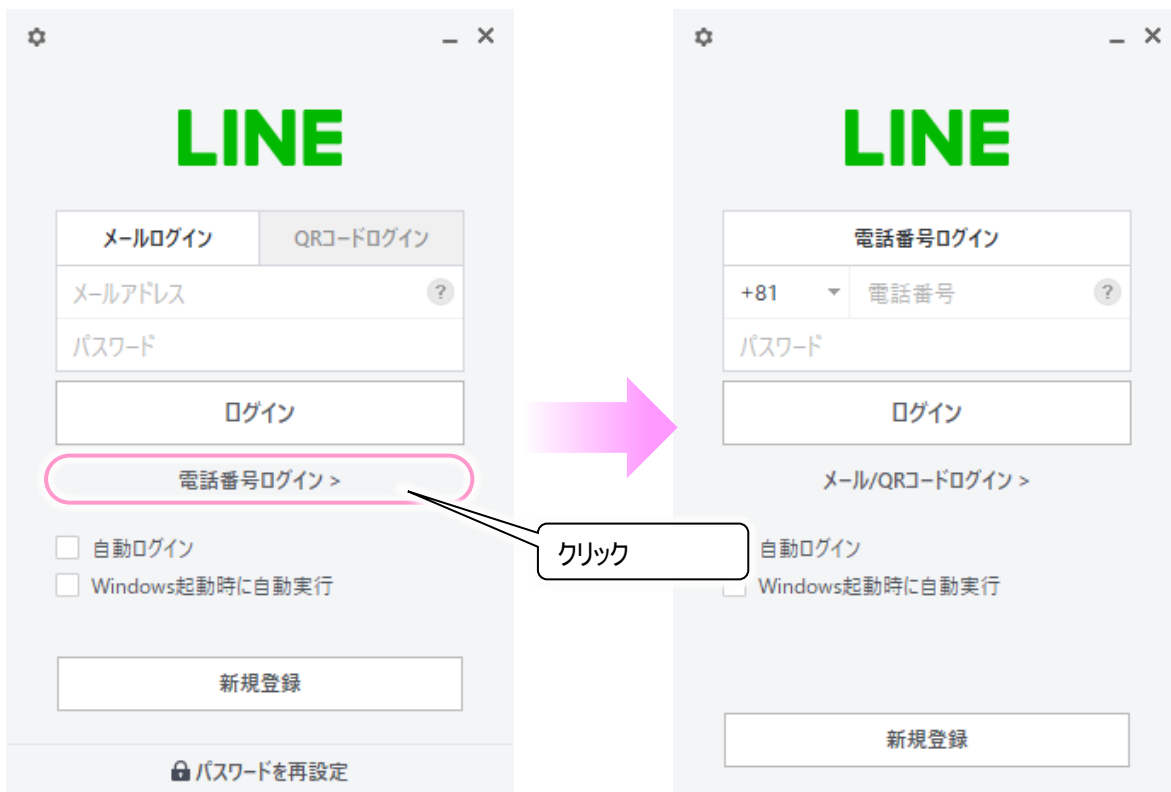 LINE
メールログイン
QRコードログイン
メールアドレス
?
パスワード
ログイン
電話番号ログイン >
自動ログイン
Windows起動時に自動実行
新規登録
パスワードを再設定
クリック
LINE
電話番号ログイン
+81
電話番号
?
パスワード
ログイン
メール/QRコードログイン >
自動ログイン
Windows起動時に自動実行
新規登録